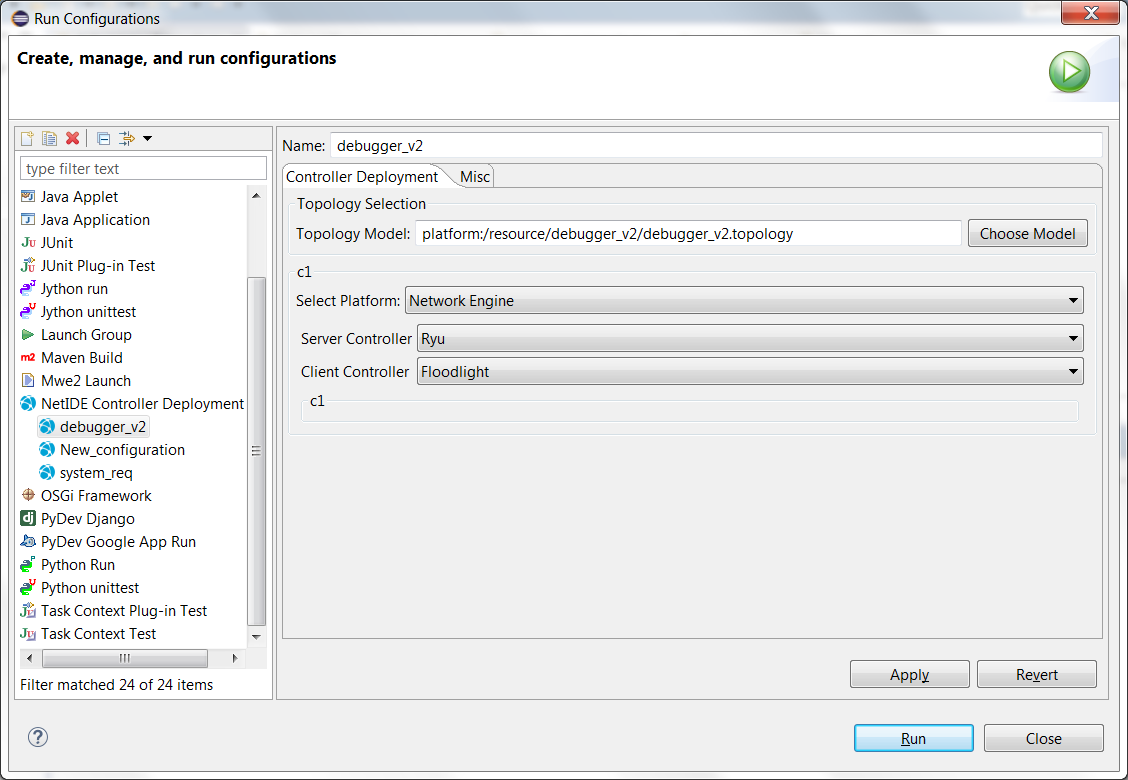 Run Configurations
Create, manage, and run configurations
type filter text
Java Applet
Java Application
JUnit
JUnit Plug-in Test
Jython run
Jython unittest
Launch Group
Maven Build
Mwe2 Launch
NetIDE Controller Deployment
debugger_v2
New_configuration
system_req
OSGi Framework
PyDev Django
PyDev Google App Run
Python Run
Python unittest
Task Context Plug-in Test
Task Context Test
Filter matched 24 of 24 items
Name: debugger_v2
Controller Deployment Misc
Topology Selection
Topology Model: platform:/resource/debugger_v2/debugger_v2.topology Choose Model
c1
Select Platform: Network Engine
Server Controller Ryu
Client Controller Floodlight
c1
Apply Revert
Run Close